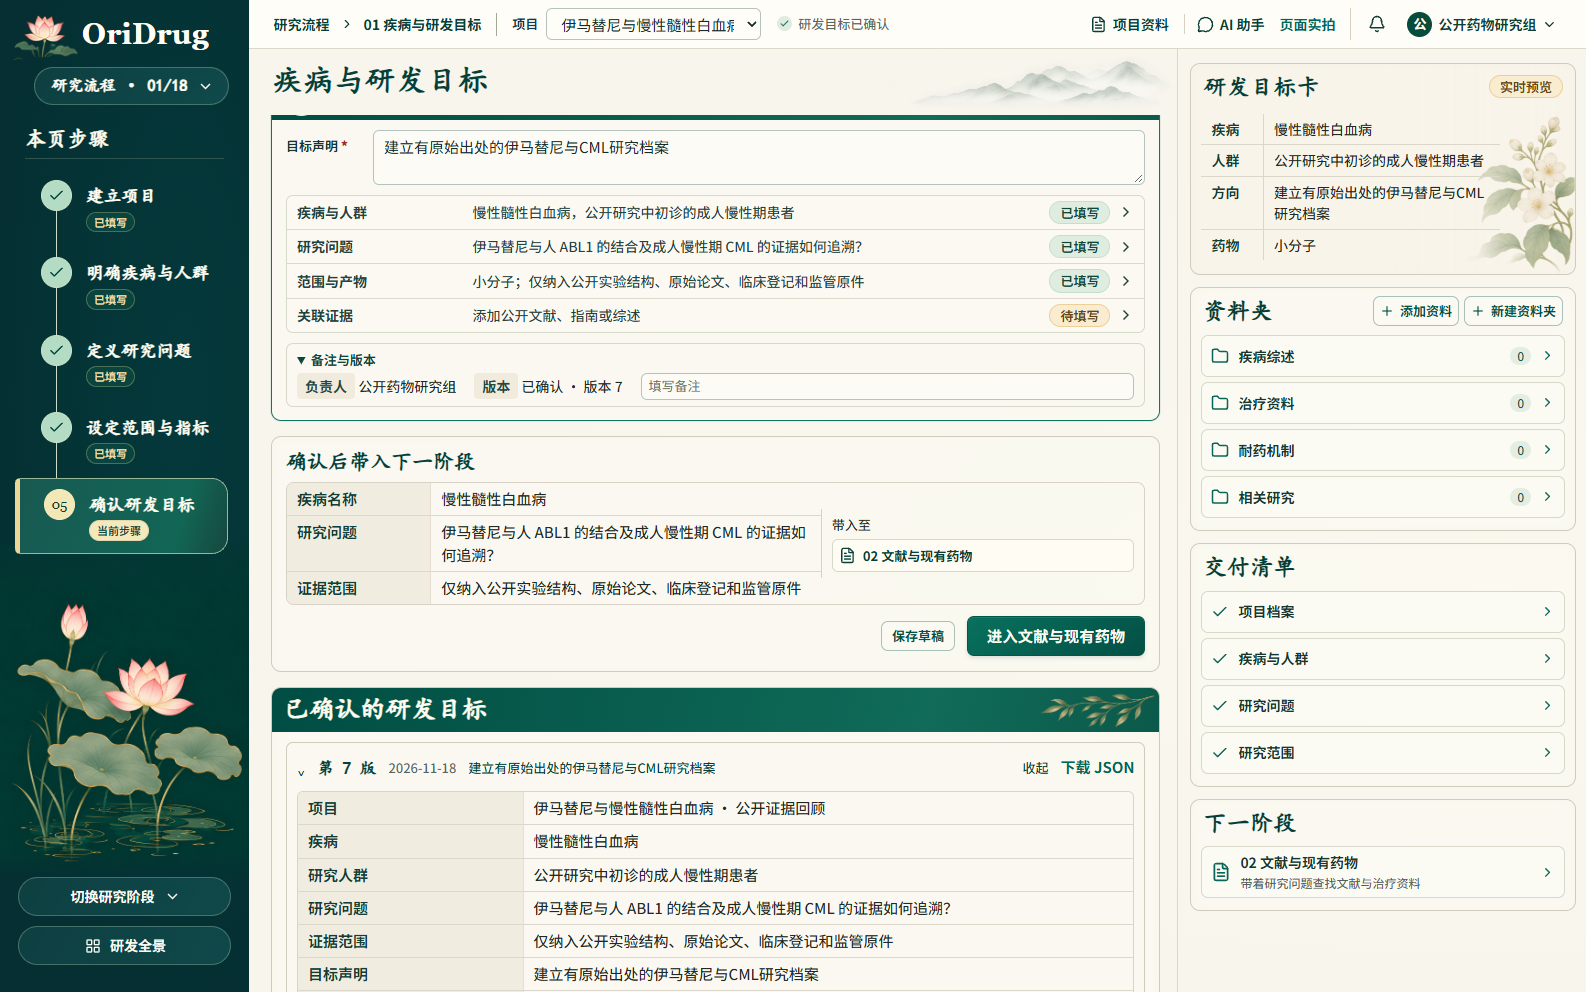 OriDrug
研究流程 • 01/18
本页步骤
建立项目
已填写
明确疾病与人群
已填写
定义研究问题
已填写
设定范围与指标
已填写
05 确认研发目标
当前步骤
切换研究阶段
研发全景
研究流程 > 01 疾病与研发目标
项目 伊马替尼与慢性髓性白血病
研发目标已确认
项目资料
AI 助手
页面实拍
公 公开药物研究组
疾病与研发目标
目标声明 *
建立有原始出处的伊马替尼与CML研究档案
疾病与人群 慢性髓性白血病，公开研究中初诊的成人慢性期患者 已填写
研究问题 伊马替尼与人 ABL1 的结合及成人慢性期 CML 的证据如何追溯？ 已填写
范围与产物 小分子；仅纳入公开实验结构、原始论文、临床登记和监管原件 已填写
关联证据 添加公开文献、指南或综述 待填写
▼ 备注与版本
负责人 公开药物研究组 版本 已确认 · 版本 7 填写备注
确认后带入下一阶段
疾病名称 慢性髓性白血病
研究问题 伊马替尼与人 ABL1 的结合及成人慢性期 CML 的证据如
何追溯？
证据范围 仅纳入公开实验结构、原始论文、临床登记和监管原件
带入至
02 文献与现有药物
保存草稿
进入文献与现有药物
已确认的研发目标
第 7 版 2026-11-18 建立有原始出处的伊马替尼与CML研究档案 收起 下载 JSON
项目 伊马替尼与慢性髓性白血病 · 公开证据回顾
疾病 慢性髓性白血病
研究人群 公开研究中初诊的成人慢性期患者
研究问题 伊马替尼与人 ABL1 的结合及成人慢性期 CML 的证据如何追溯？
证据范围 仅纳入公开实验结构、原始论文、临床登记和监管原件
目标声明 建立有原始出处的伊马替尼与CML研究档案
研发目标卡
实时预览
疾病 慢性髓性白血病
人群 公开研究中初诊的成人慢性期患者
方向 建立有原始出处的伊马替尼与CML
研究档案
药物 小分子
资料夹
+ 添加资料
+ 新建资料夹
疾病综述 0
治疗资料 0
耐药机制 0
相关研究 0
交付清单
项目档案
疾病与人群
研究问题
研究范围
下一阶段
02 文献与现有药物
带着研究问题查找文献与治疗资料